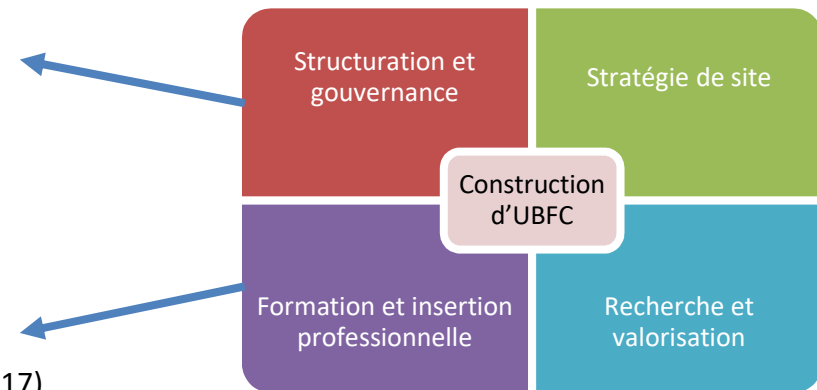 Structuration et
gouvernance
Stratégie de site
Construction
d’UBFC
Formation et insertion
professionnelle
Recherche et
valorisation
17)